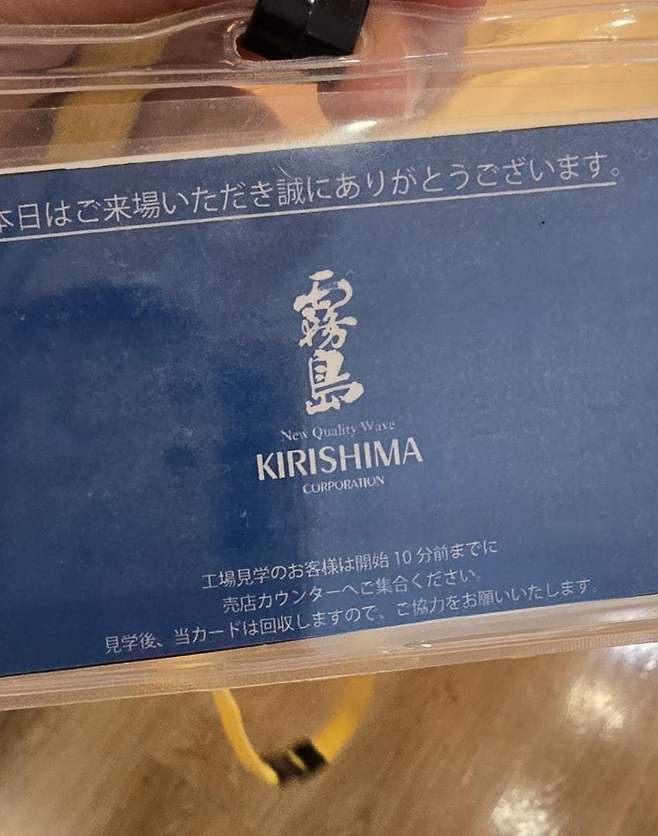 本日はご来場いただき誠にありがとうございます。
霧島
New Quality Wave
KIRISHIMA
CORPORATION
工場見学のお客様は開始10分前までに
売店カウンターへご集合ください。
見学後、当カードは回収しますので、ご協力をお願いいたします。